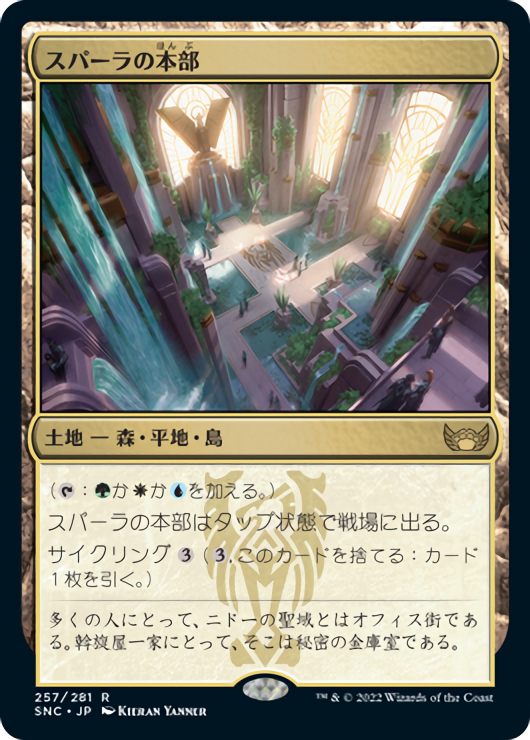 スパーラの本部
ほんぶ
土地 — 森・平地・島
（：か か を加える。）
スパーラの本部はタップ状態で戦場に出る。
サイクリング３（３,このカードを捨てる：カード
１枚を引く。）
多くの人にとって、ニドーの聖域とはオフィス街であ
る。斡旋屋一家にとって、そこは秘密の金庫室である。
257/281 R
SNC・JP KIERAN YANNER
™ & © 2022 Wizards of the Coast